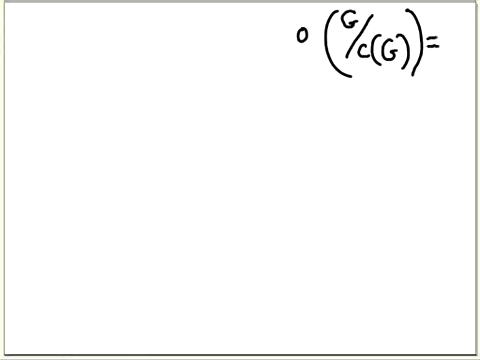 o (G/c(G)) =